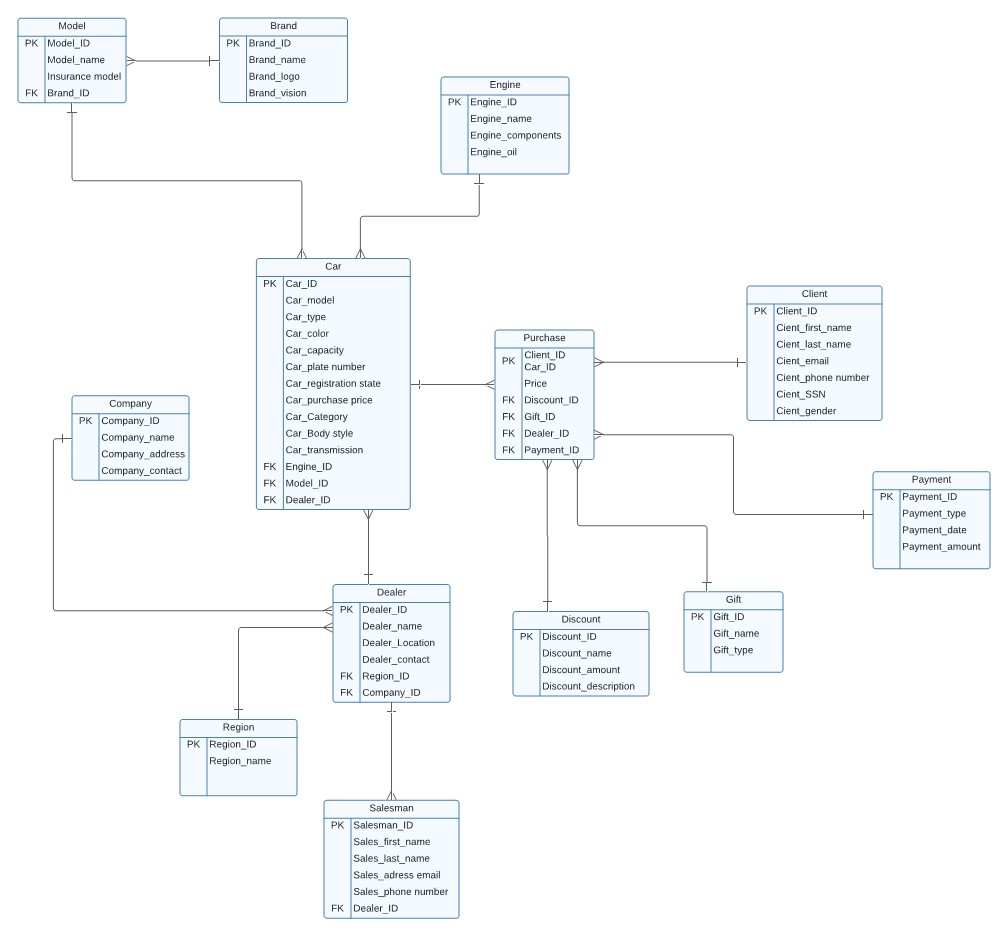 Model
PK Model_ID
Model_name
Insurance model
FK Brand_ID
Brand
PK Brand_ID
Brand_name
Brand_logo
Brand_vision
Engine
PK Engine_ID
Engine_name
Engine_components
Engine_oil
Car
PK Car_ID
Car_model
Car_type
Car_color
Car_capacity
Car_plate number
Car_registration state
Car_purchase price
Car_Category
Car_Body style
Car_transmission
FK Engine_ID
FK Model_ID
FK Dealer_ID
Client
PK Client_ID
Cient_first_name
Cient_last_name
Cient_email
Cient_phone number
Cient_SSN
Cient_gender
Purchase
PK Client_ID
Car_ID
Price
FK Discount_ID
FK Gift_ID
FK Dealer_ID
FK Payment_ID
Company
PK Company_ID
Company_name
Company_address
Company_contact
Payment
PK Payment_ID
Payment_type
Payment_date
Payment_amount
Dealer
PK Dealer_ID
Dealer_name
Dealer_Location
Dealer_contact
FK Region_ID
FK Company_ID
Discount
PK Discount_ID
Discount_name
Discount_amount
Discount_description
Gift
PK Gift_ID
Gift_name
Gift_type
Region
PK Region_ID
Region_name
Salesman
PK Salesman_ID
Sales_first_name
Sales_last_name
Sales_adress email
Sales_phone number
FK Dealer_ID